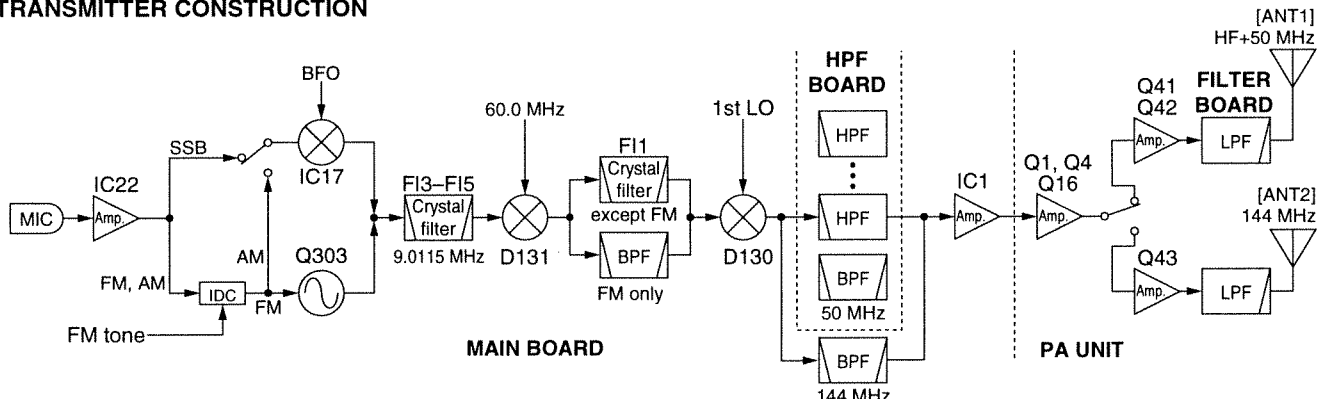 TRANSMITTER CONSTRUCTION
MIC
IC22
Amp.
SSB
FM, AM
FM tone
IDC
AM
FM
BFO
IC17
Q303
FI3–FI5
Crystal
filter
9.0115 MHz
60.0 MHz
D131
FI1
Crystal
filter
except FM
BPF
FM only
1st LO
D130
MAIN BOARD
HPF
BOARD
HPF
HPF
BPF
50 MHz
BPF
144 MHz
IC1
Amp.
Q1, Q4
Q16
Amp.
PA UNIT
Q41
Q42
Amp.
FILTER
BOARD
LPF
[ANT1]
HF+50 MHz
Q43
Amp.
LPF
[ANT2]
144 MHz